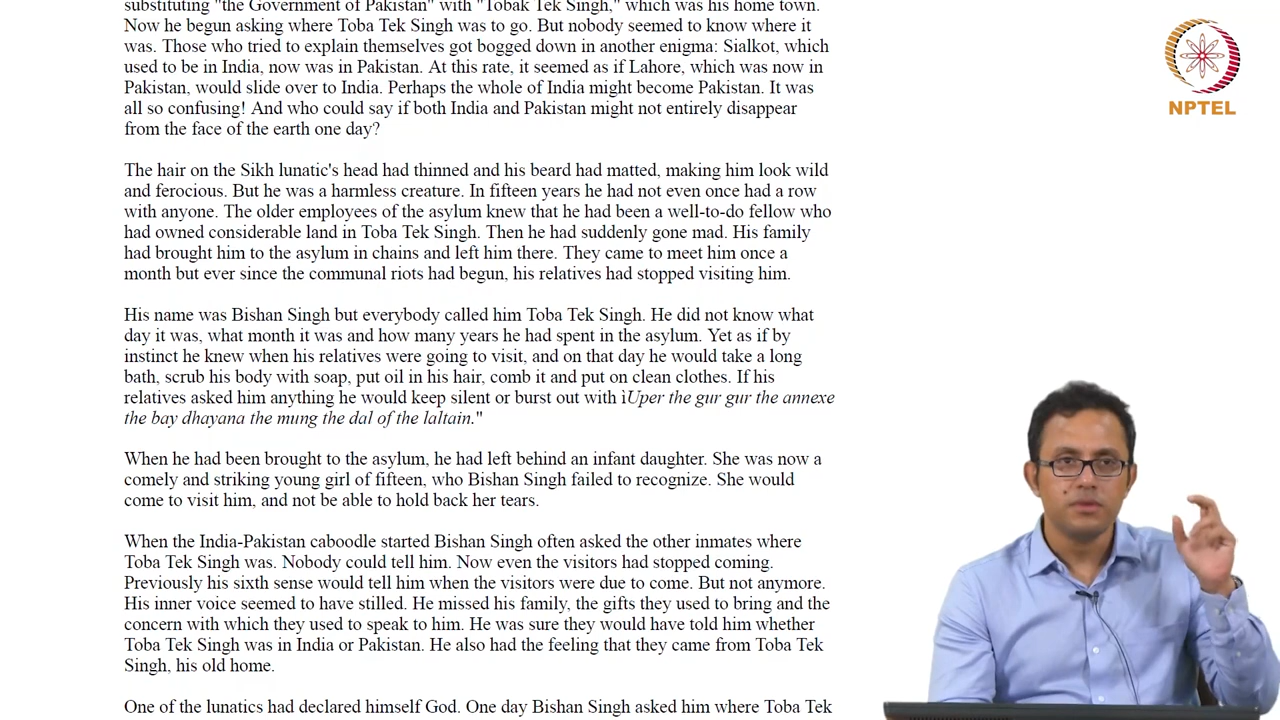 substituting "the Government of Pakistan" with "Tobak Tek Singh," which was his home town.
Now he begun asking where Toba Tek Singh was to go. But nobody seemed to know where it
was. Those who tried to explain themselves got bogged down in another enigma: Sialkot, which
used to be in India, now was in Pakistan. At this rate, it seemed as if Lahore, which was now in
Pakistan, would slide over to India. Perhaps the whole of India might become Pakistan. It was
all so confusing! And who could say if both India and Pakistan might not entirely disappear
from the face of the earth one day?
The hair on the Sikh lunatic's head had thinned and his beard had matted, making him look wild
and ferocious. But he was a harmless creature. In fifteen years he had not even once had a row
with anyone. The older employees of the asylum knew that he had been a well-to-do fellow who
had owned considerable land in Toba Tek Singh. Then he had suddenly gone mad. His family
had brought him to the asylum in chains and left him there. They came to meet him once a
month but ever since the communal riots had begun, his relatives had stopped visiting him.
His name was Bishan Singh but everybody called him Toba Tek Singh. He did not know what
day it was, what month it was and how many years he had spent in the asylum. Yet as if by
instinct he knew when his relatives were going to visit, and on that day he would take a long
bath, scrub his body with soap, put oil in his hair, comb it and put on clean clothes. If his
relatives asked him anything he would keep silent or burst out with ìUper the gur gur the annexe
the bay dhayana the mung the dal of the laltain."
When he had been brought to the asylum, he had left behind an infant daughter. She was now a
comely and striking young girl of fifteen, who Bishan Singh failed to recognize. She would
come to visit him, and not be able to hold back her tears.
When the India-Pakistan caboodle started Bishan Singh often asked the other inmates where
Toba Tek Singh was. Nobody could tell him. Now even the visitors had stopped coming.
Previously his sixth sense would tell him when the visitors were due to come. But not anymore.
His inner voice seemed to have stilled. He missed his family, the gifts they used to bring and the
concern with which they used to speak to him. He was sure they would have told him whether
Toba Tek Singh was in India or Pakistan. He also had the feeling that they came from Toba Tek
Singh, his old home.
One of the lunatics had declared himself God. One day Bishan Singh asked him where Toba Tek
NPTEL